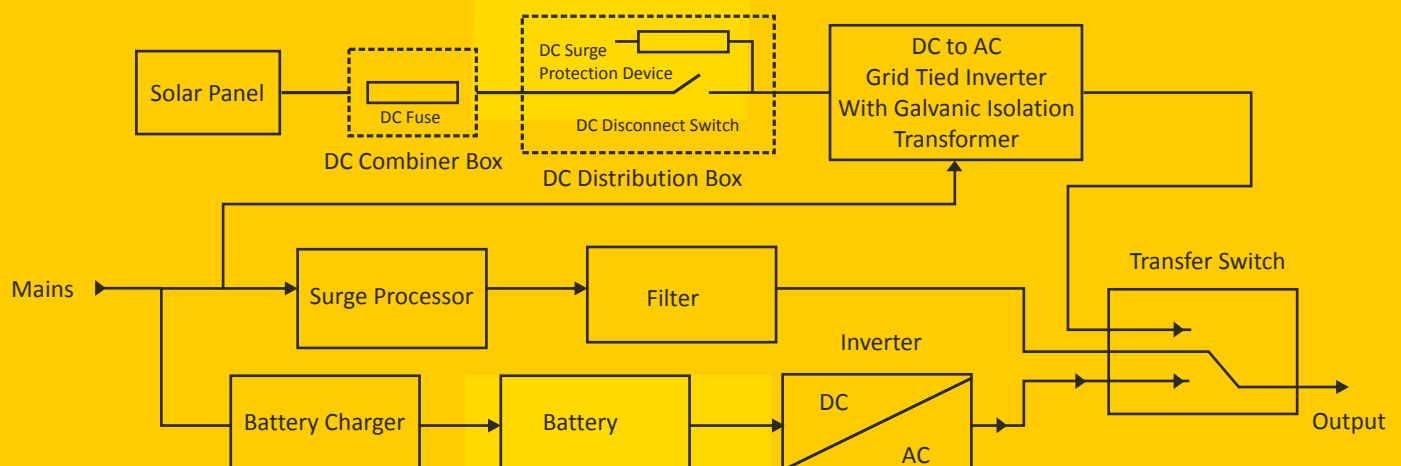 Solar Panel
DC Fuse
DC Combiner Box
DC Surge
Protection Device
DC Disconnect Switch
DC Distribution Box
DC to AC
Grid Tied Inverter
With Galvanic Isolation
Transformer
Mains
Surge Processor
Filter
Transfer Switch
Inverter
Battery Charger
Battery
DC
AC
Output